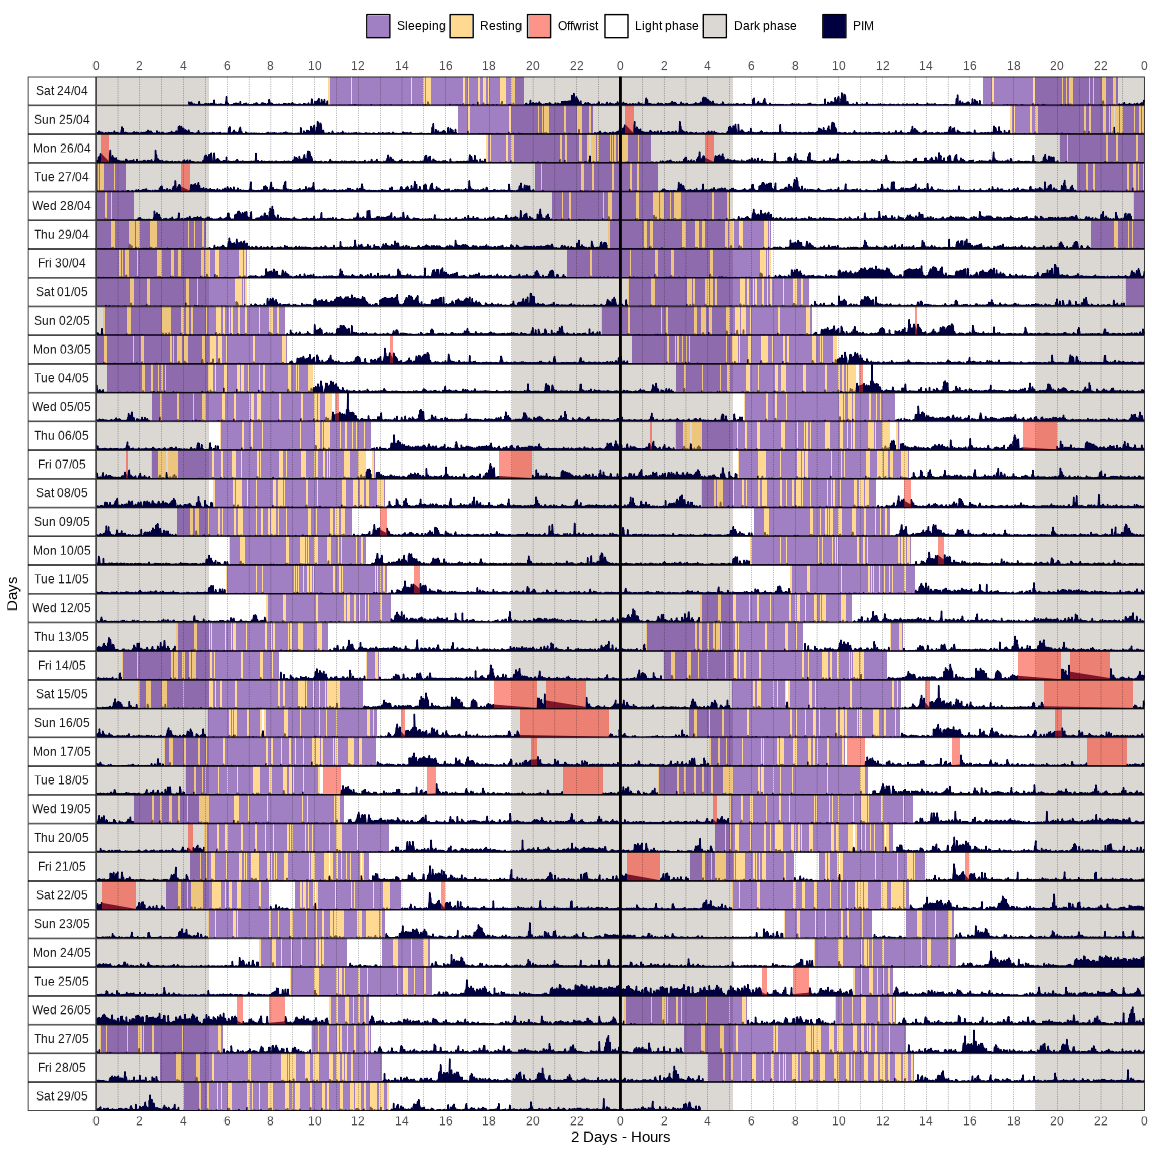 Sleeping Resting Offwrist Light phase Dark phase PIM
0 2 4 6 8 10 12 14 16 18 20 22 0 2 4 6 8 10 12 14 16 18 20 22 0
Sat 24/04
Sun 25/04
Mon 26/04
Tue 27/04
Wed 28/04
Thu 29/04
Fri 30/04
Sat 01/05
Sun 02/05
Mon 03/05
Tue 04/05
Wed 05/05
Thu 06/05
Fri 07/05
Sat 08/05
Sun 09/05
Mon 10/05
Tue 11/05
Days
Wed 12/05
Thu 13/05
Fri 14/05
Sat 15/05
Sun 16/05
Mon 17/05
Tue 18/05
Wed 19/05
Thu 20/05
Fri 21/05
Sat 22/05
Sun 23/05
Mon 24/05
Tue 25/05
Wed 26/05
Thu 27/05
Fri 28/05
Sat 29/05
0 2 4 6 8 10 12 14 16 18 20 22 0 2 4 6 8 10 12 14 16 18 20 22 0
2 Days - Hours